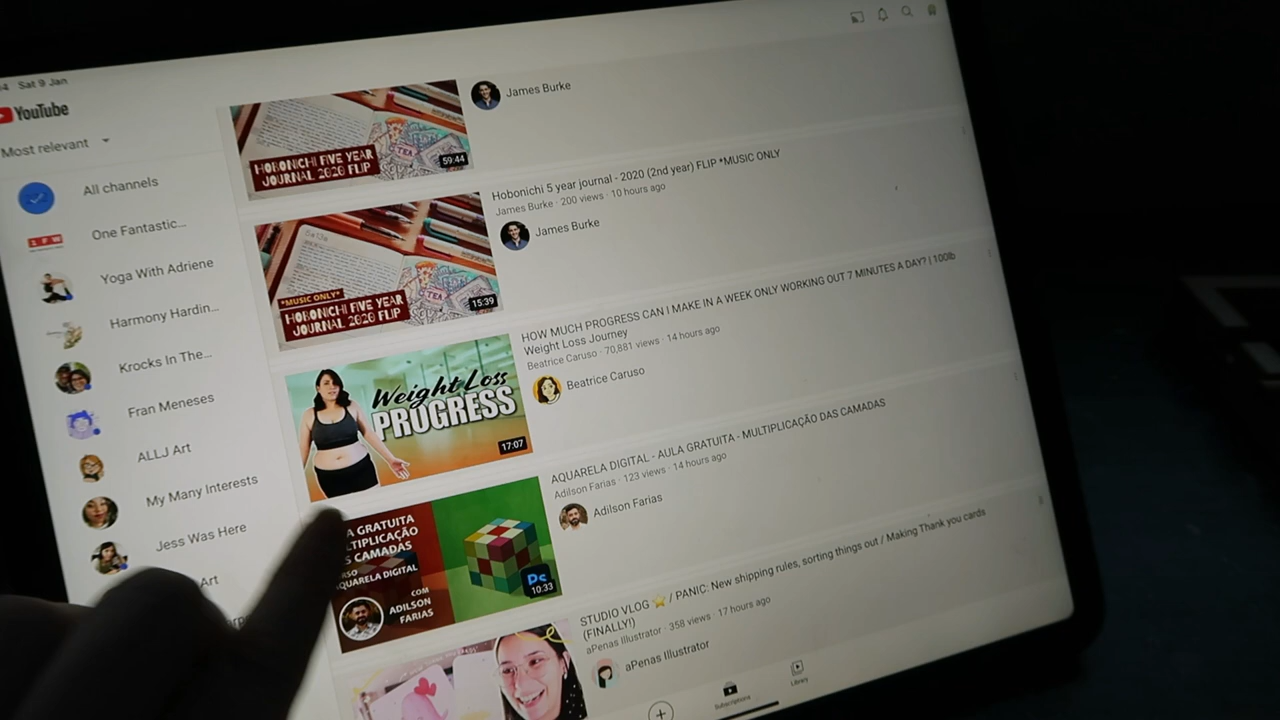 Sat 9 Jan
YouTube
Most relevant
All channels
One Fantastic...
Yoga With Adriene
Harmony Hardin...
Krocks In The...
Fran Meneses
ALLJ Art
My Many Interests
Jess Was Here
Art
HOBONICHI FIVE YEAR
JOURNAL 2020 FLIP
TEA
59:44
James Burke
*MUSIC ONLY*
HOBONICHI FIVE YEAR
JOURNAL 2020 FLIP
TEA
15:39
Hobonichi 5 year journal - 2020 (2nd year) FLIP *MUSIC ONLY
James Burke · 200 views · 10 hours ago
James Burke
Weight Loss
PROGRESS
17:07
HOW MUCH PROGRESS CAN I MAKE IN A WEEK ONLY WORKING OUT 7 MINUTES A DAY? | 100lb
Weight Loss Journey
Beatrice Caruso · 70,881 views · 14 hours ago
Beatrice Caruso
A GRATUITA
LTIPLICAÇÃO
S CAMADAS
RSO
QUARELA DIGITAL
COM
ADILSON
FARIAS
Ps
10:33
AQUARELA DIGITAL - AULA GRATUITA - MULTIPLICAÇÃO DAS CAMADAS
Adilson Farias · 123 views · 14 hours ago
Adilson Farias
STUDIO VLOG ⭐ / PANIC: New shipping rules, sorting things out / Making Thank you cards
(FINALLY!)
aPenas Illustrator · 358 views · 17 hours ago
aPenas Illustrator
Subscriptions
Library